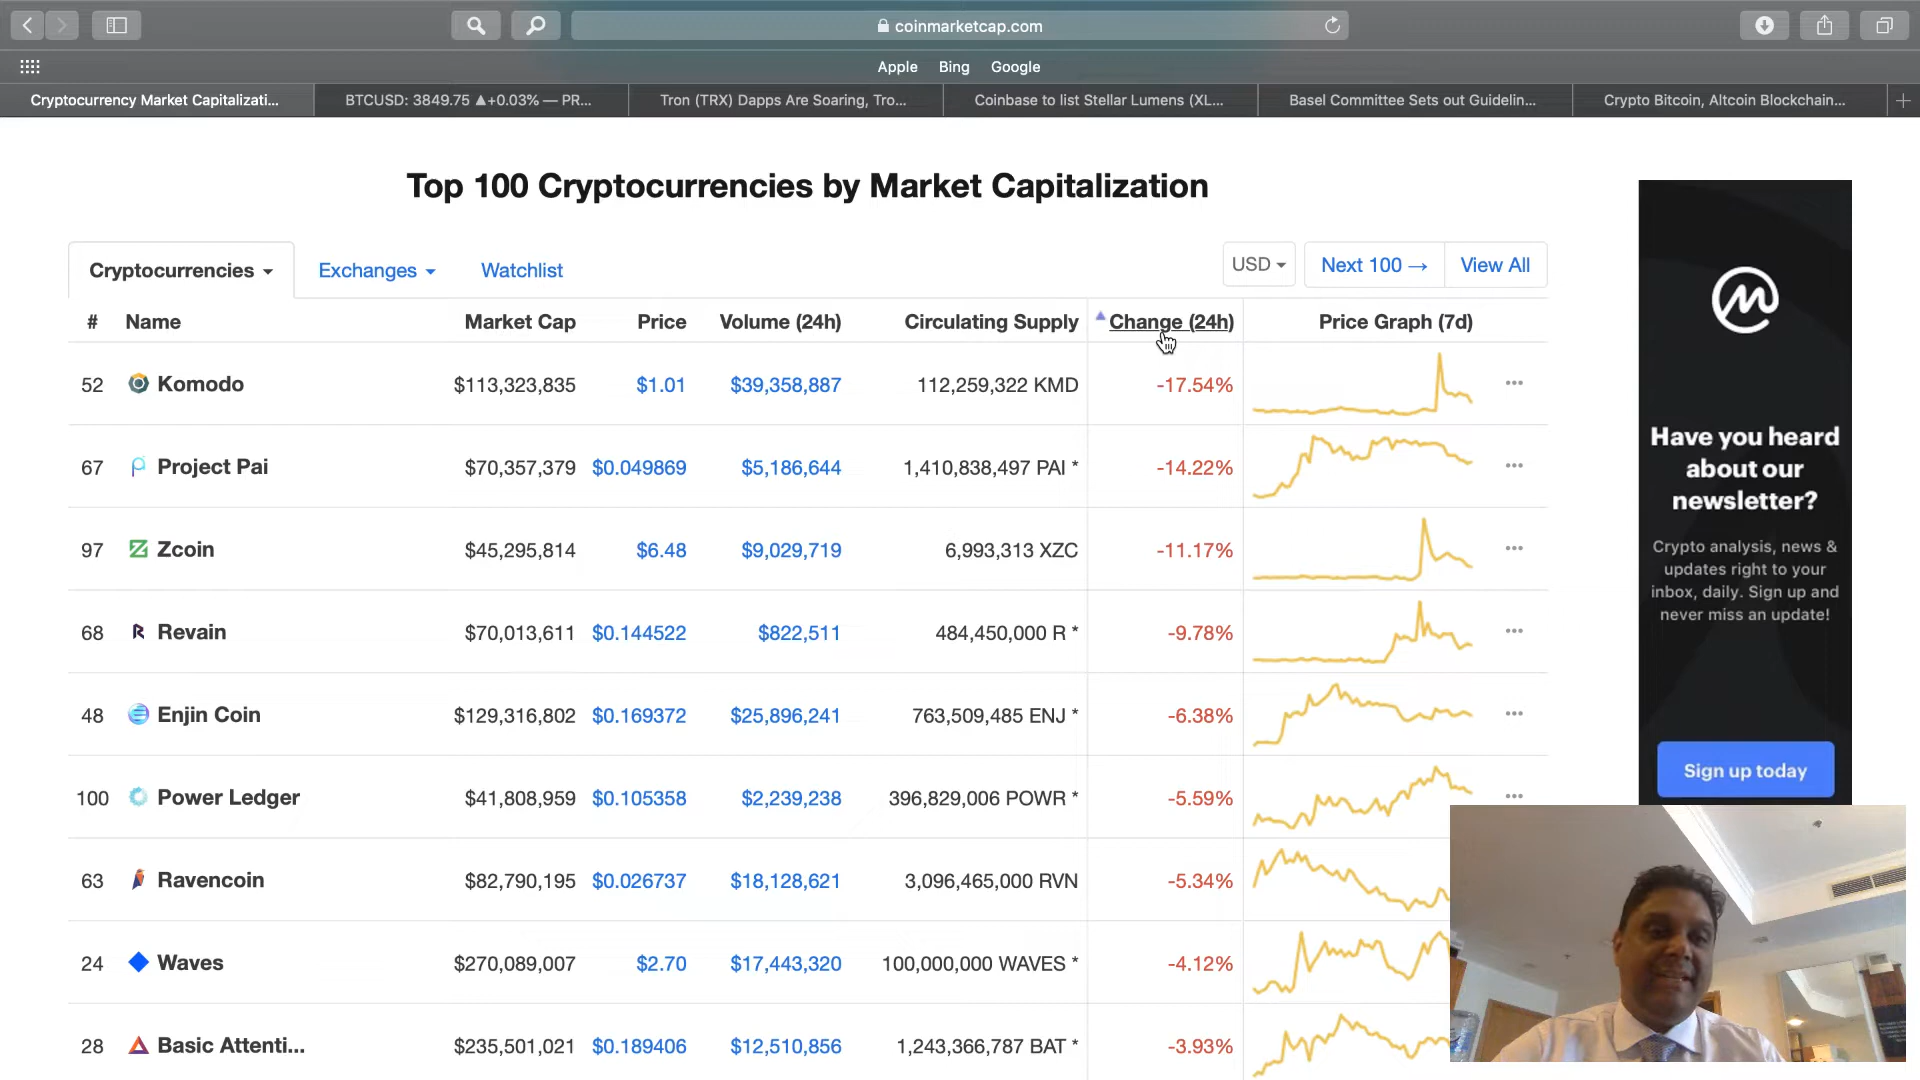 coinmarketcap.com
Apple Bing Google
Cryptocurrency Market Capitalizati... BTCUSD: 3849.75 ▲+0.03% — PR... Tron (TRX) Dapps Are Soaring, Tro... Coinbase to list Stellar Lumens (XL... Basel Committee Sets out Guidelin... Crypto Bitcoin, Altcoin Blockchain...
Top 100 Cryptocurrencies by Market Capitalization
Cryptocurrencies Exchanges Watchlist USD Next 100 → View All
# Name Market Cap Price Volume (24h) Circulating Supply Change (24h) Price Graph (7d)
52 Komodo $113,323,835 $1.01 $39,358,887 112,259,322 KMD -17.54%
67 Project Pai $70,357,379 $0.049869 $5,186,644 1,410,838,497 PAI * -14.22%
97 Zcoin $45,295,814 $6.48 $9,029,719 6,993,313 XZC -11.17%
68 Revain $70,013,611 $0.144522 $822,511 484,450,000 R * -9.78%
48 Enjin Coin $129,316,802 $0.169372 $25,896,241 763,509,485 ENJ * -6.38%
100 Power Ledger $41,808,959 $0.105358 $2,239,238 396,829,006 POWR * -5.59%
63 Ravencoin $82,790,195 $0.026737 $18,128,621 3,096,465,000 RVN -5.34%
24 Waves $270,089,007 $2.70 $17,443,320 100,000,000 WAVES * -4.12%
28 Basic Attenti... $235,501,021 $0.189406 $12,510,856 1,243,366,787 BAT * -3.93%
Have you heard
about our
newsletter?
Crypto analysis, news &
updates right to your
inbox, daily. Sign up and
never miss an update!
Sign up today